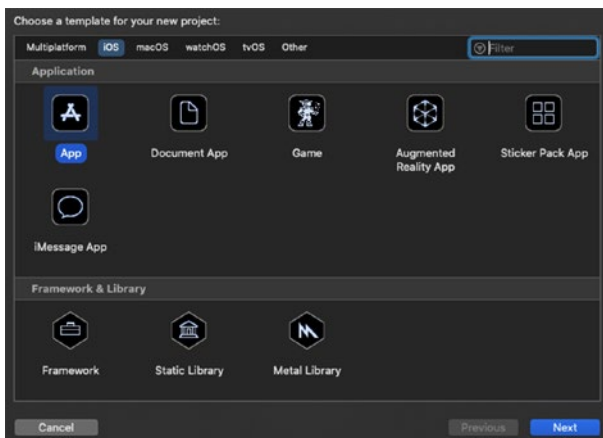 Choose a template for your new project:
Multiplatform iOS macOS watchOS tvOS Other Filter
Application
App Document App Game Augmented Reality App Sticker Pack App
iMessage App
Framework & Library
Framework Static Library Metal Library
Cancel Previous Next